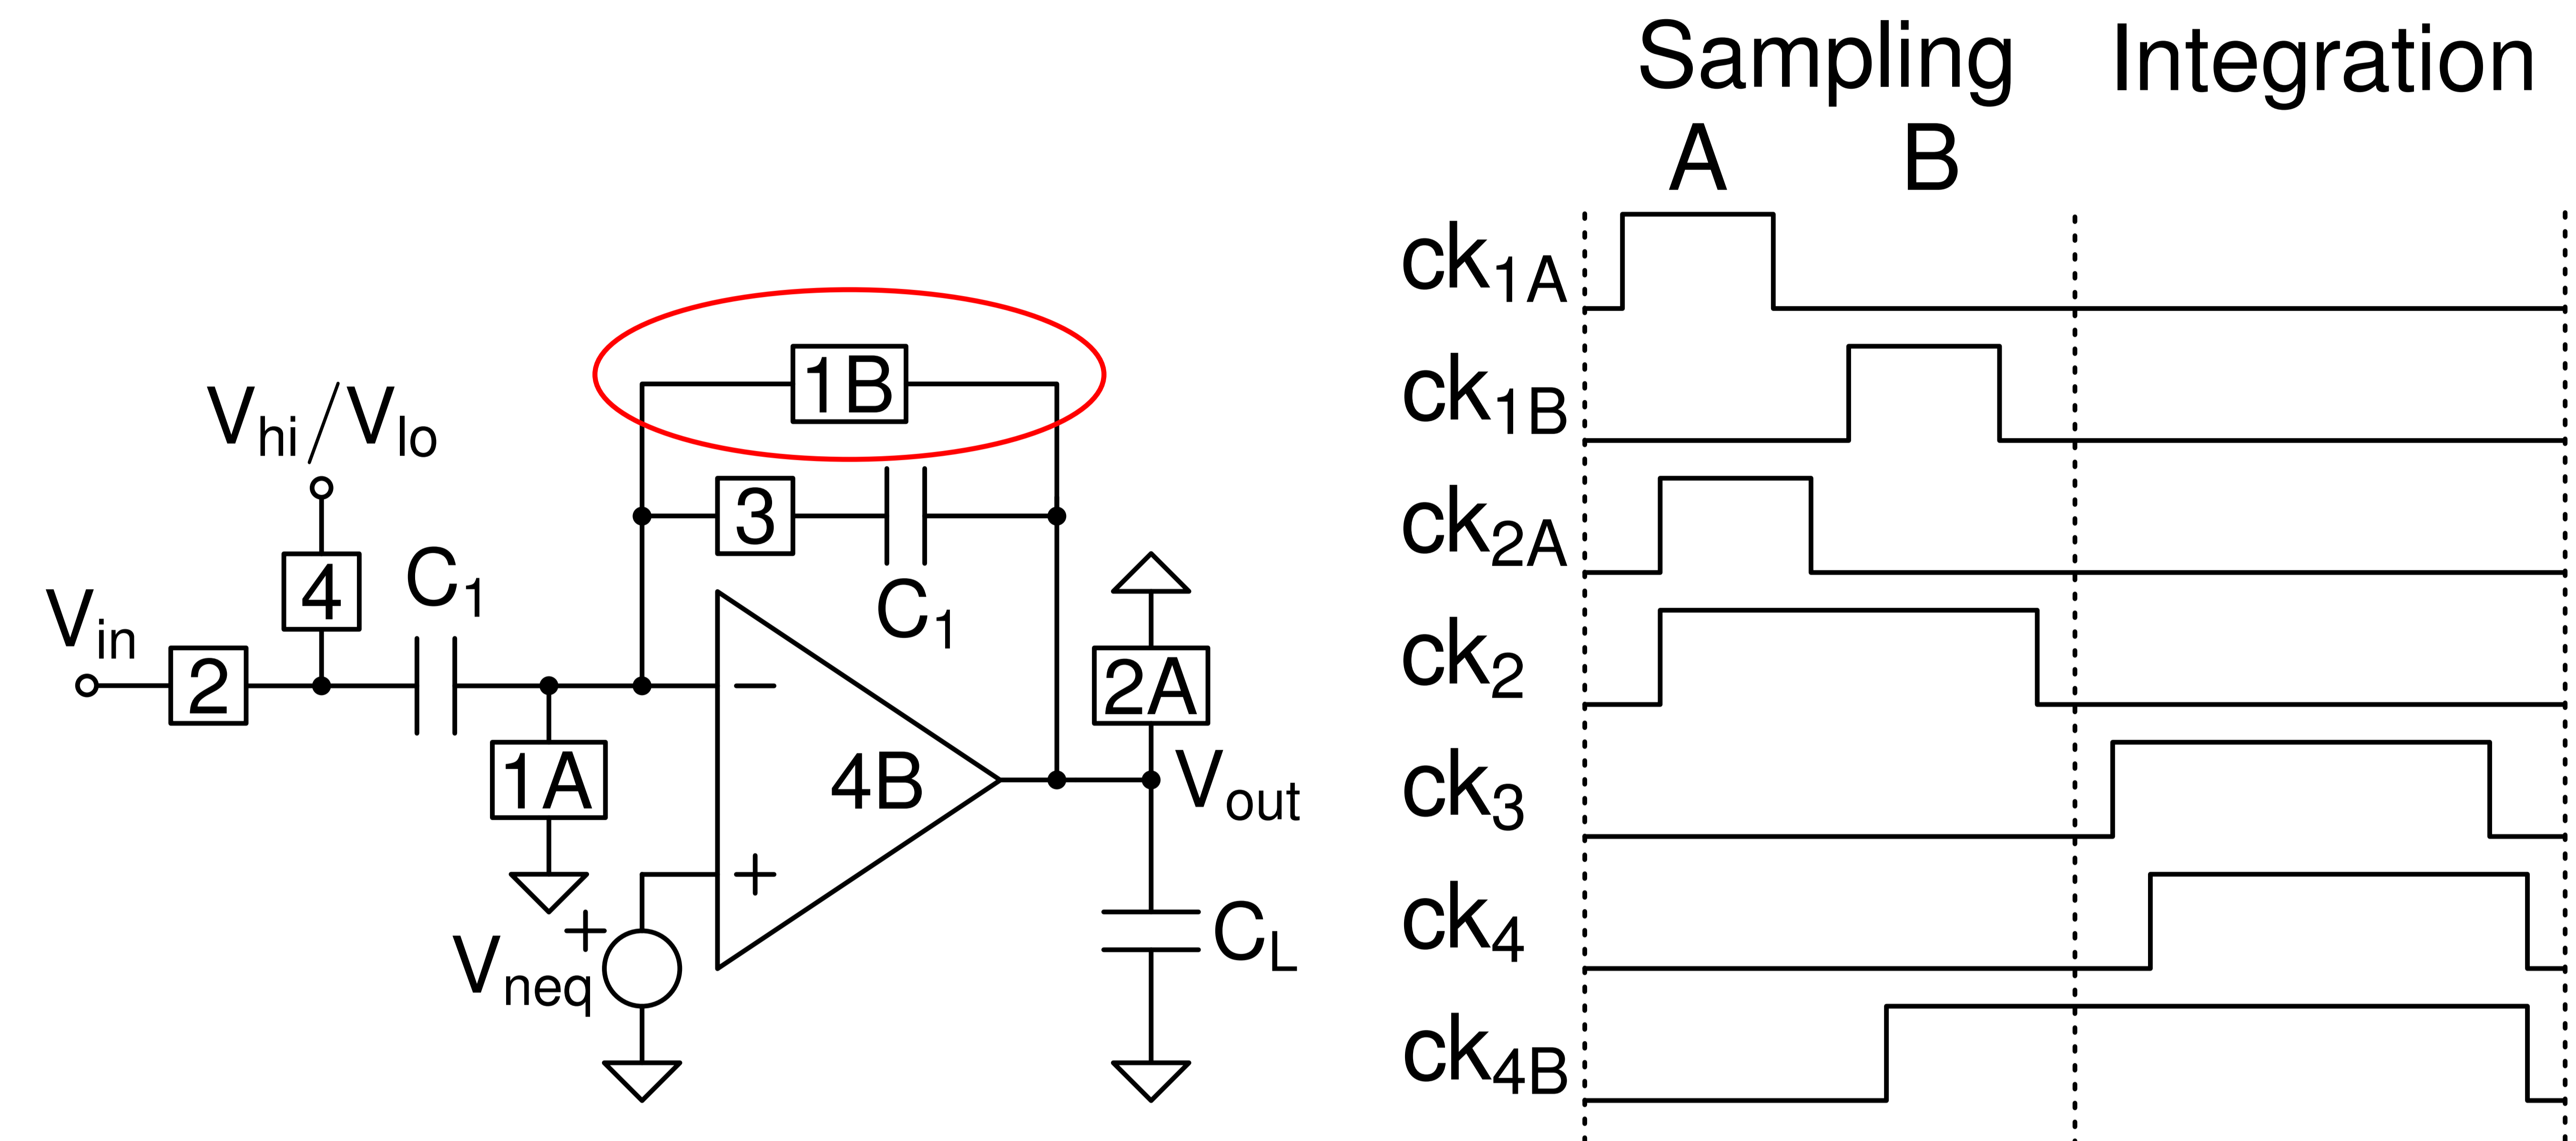 Sampling Integration
A B
ck1A
ck1B
ck2A
ck2
ck3
ck4
ck4B
1B
Vhi/Vlo
3
C1
4
C1
Vin
2
−
1A
4B
2A
Vout
+
+
Vneq
CL